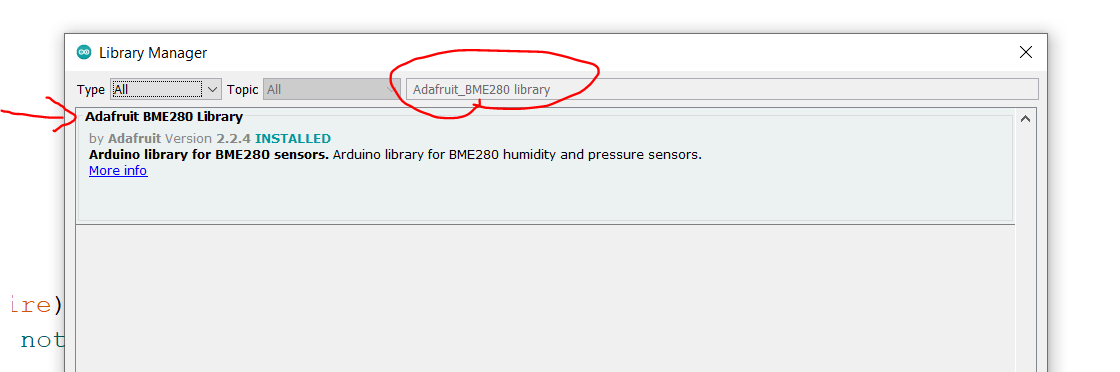 Library Manager
Type All Topic All Adafruit_BME280 library
Adafruit BME280 Library
by Adafruit Version 2.2.4 INSTALLED
Arduino library for BME280 sensors. Arduino library for BME280 humidity and pressure sensors.
More info
ire)
not